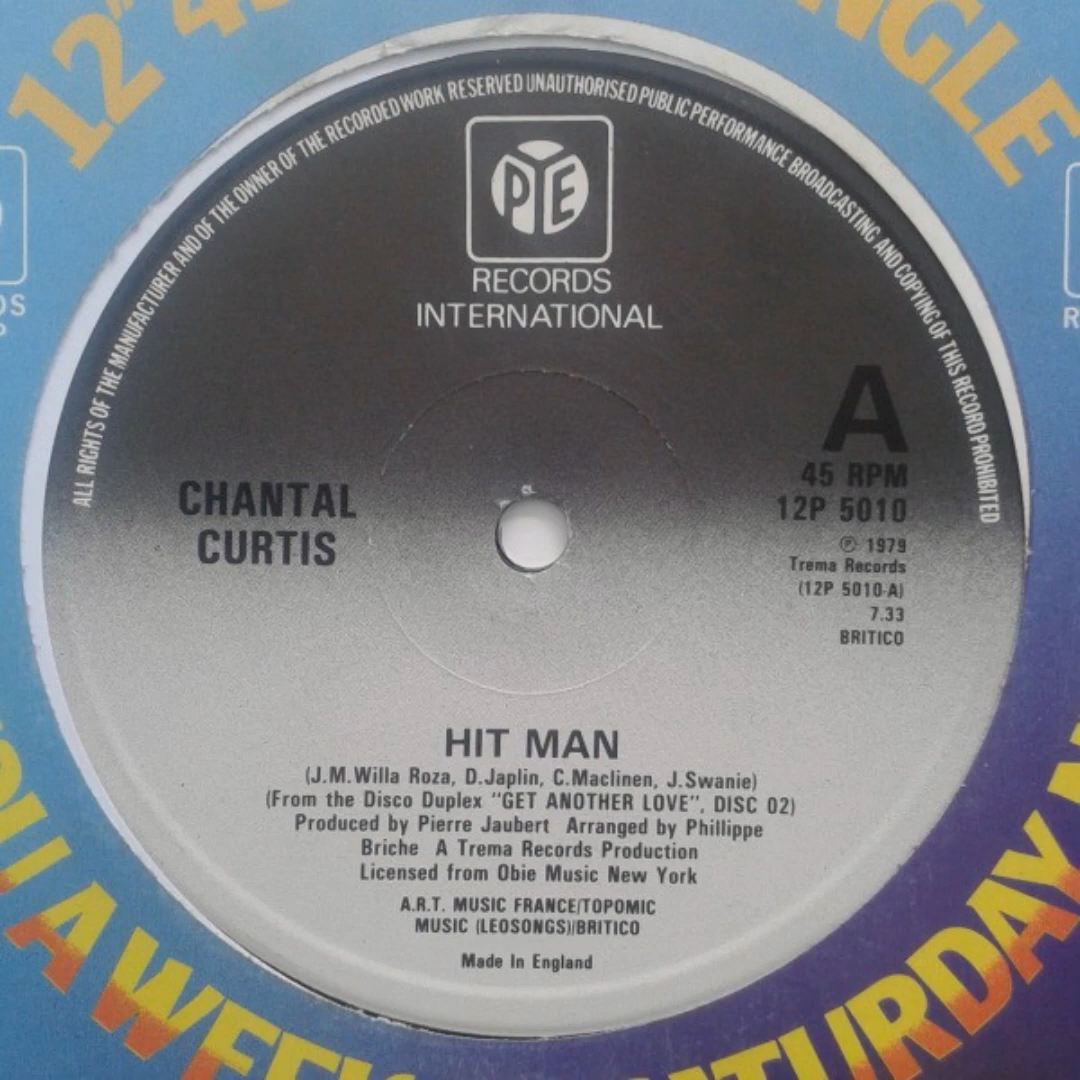 ALL RIGHTS OF THE MANUFACTURER AND OF THE OWNER OF THE RECORDED WORK RESERVED UNAUTHORISED PUBLIC PERFORMANCE BROADCASTING AND COPYING OF THIS RECORD PROHIBITED
PYE
RECORDS
INTERNATIONAL
A
45 RPM
12P 5010
℗ 1979
Trema Records
(12P 5010-A)
7.33
BRITICO
CHANTAL
CURTIS
HIT MAN
(J.M.Willa Roza, D.Japlin, C.Maclinen, J.Swanie)
(From the Disco Duplex "GET ANOTHER LOVE", DISC 02)
Produced by Pierre Jaubert Arranged by Phillippe
Briche A Trema Records Production
Licensed from Obie Music New York
A.R.T. MUSIC FRANCE/TOPOMIC
MUSIC (LEOSONGS)/BRITICO
Made In England
12"
A